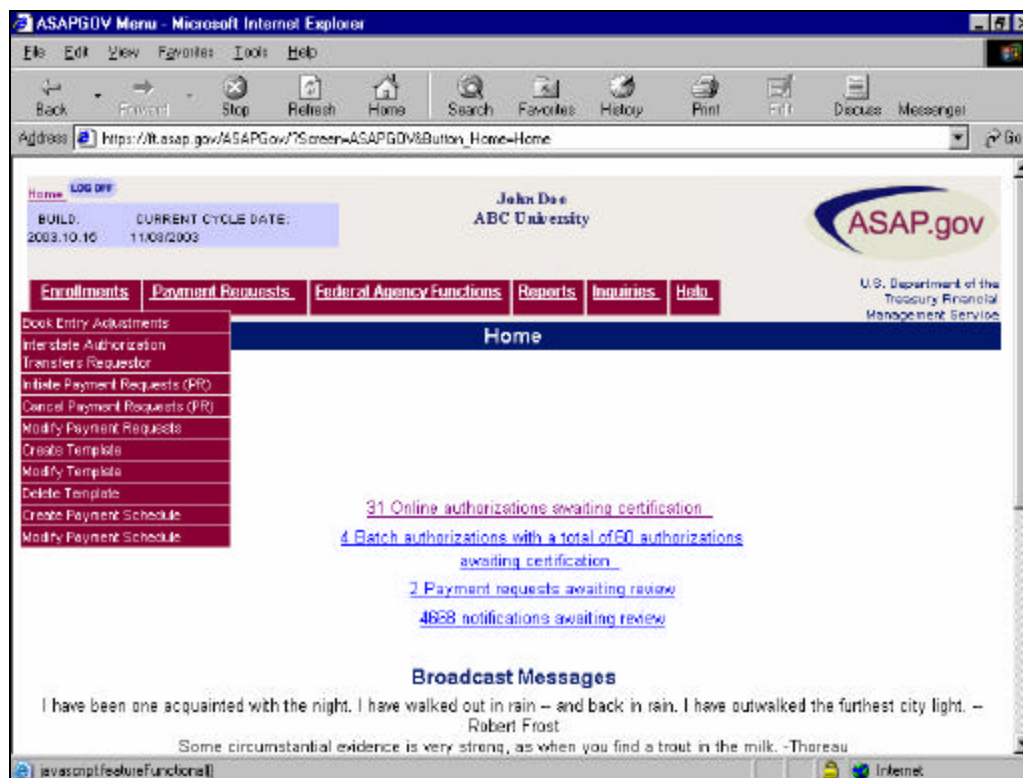 ASAPGOV Menu - Microsoft Internet Explorer
File Edit View Favorites Tools Help
Back Forward Stop Refresh Home Search Favorites History Print Edit Discuss Messenger
Address https://ft.asap.gov/ASAPGov/?Screen=ASAPGOV&Button_Home=Home Go
Home LOG OFF
BUILD: CURRENT CYCLE DATE:
2003.10.16 11/03/2003
John Doe
ABC University
ASAP.gov
U.S. Department of the
Treasury Financial
Management Service
Enrollments Payment Requests Federal Agency Functions Reports Inquiries Help
Home
Book Entry Adjustments
Interstate Authorization
Transfers Requestor
Initiate Payment Requests (PR)
Cancel Payment Requests (PR)
Modify Payment Requests
Create Template
Modify Template
Delete Template
Create Payment Schedule
Modify Payment Schedule
31 Online authorizations awaiting certification
4 Batch authorizations with a total of 60 authorizations
awaiting certification
2 Payment requests awaiting review
4668 notifications awaiting review
Broadcast Messages
I have been one acquainted with the night. I have walked out in rain -- and back in rain. I have outwalked the furthest city light. --
Robert Frost
Some circumstantial evidence is very strong, as when you find a trout in the milk. -Thoreau
javascript:featureFunctional() Internet